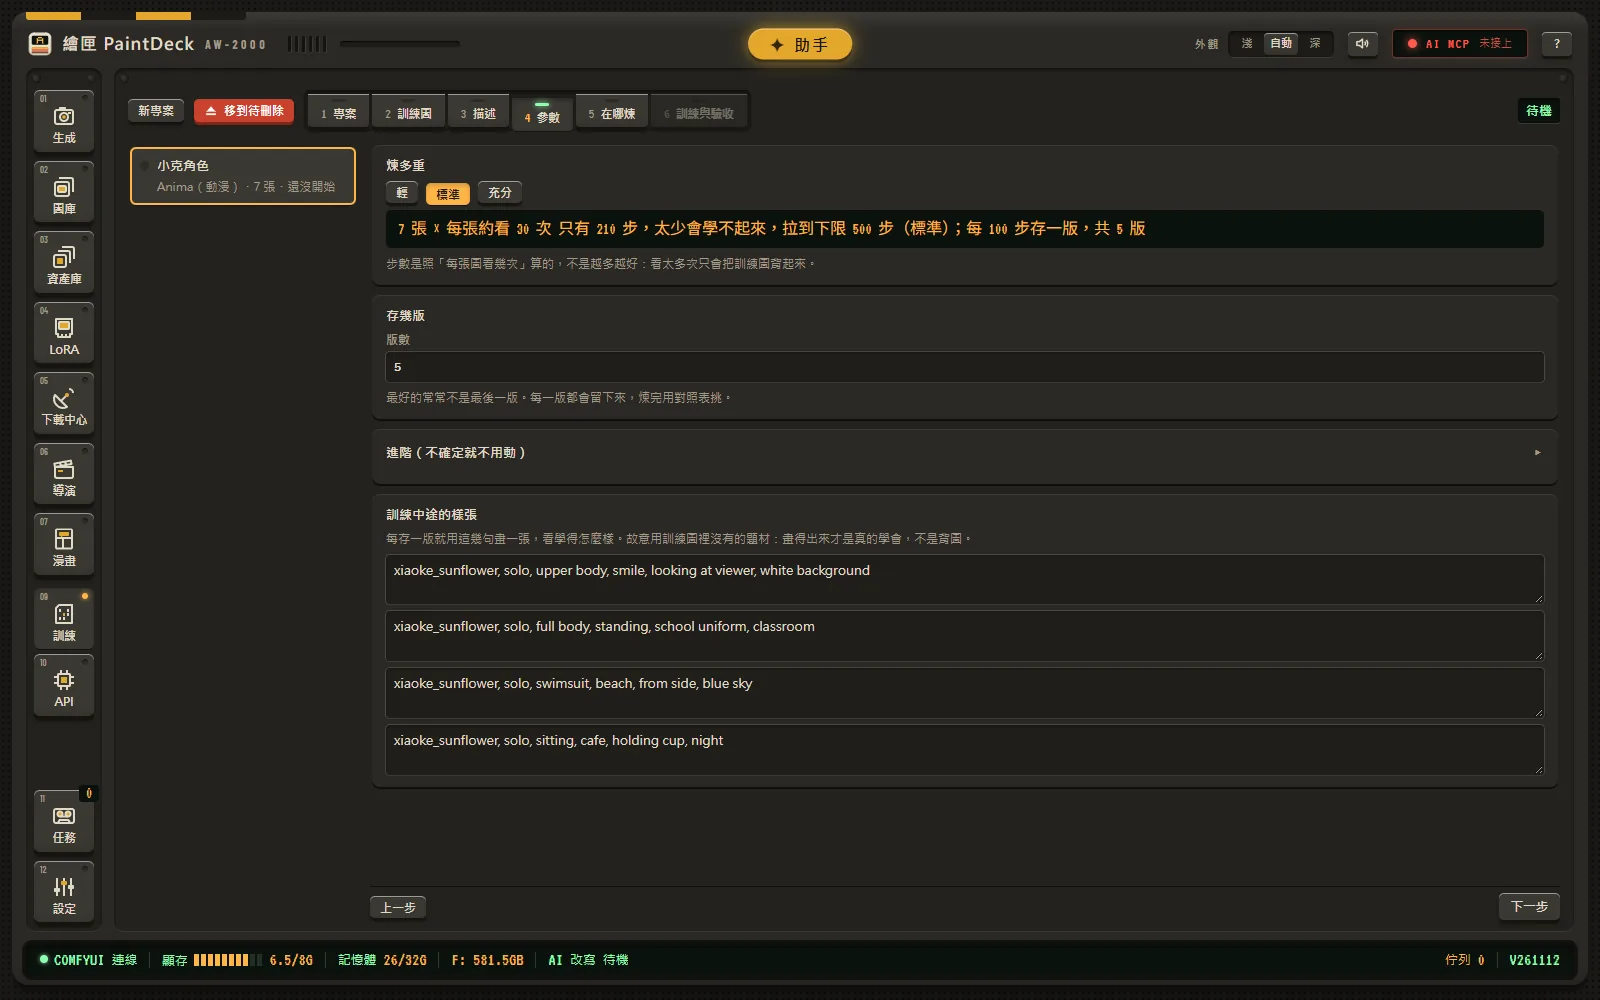 繪匣 PaintDeck AW-2000
✦ 助手
外觀 淺 自動 深
AI MCP 未接上
?
01 生成
02 圖庫
03 資產庫
04 LoRA
05 下載中心
06 導演
07 漫畫
09 訓練
10 API
11 0 任務
12 設定
新專案
移到待刪除
1 專案
2 訓練圖
3 描述
4 參數
5 在哪煉
6 訓練與驗收
待機
小克角色
Anima（動漫）· 7 張 · 還沒開始
煉多重
輕 標準 充分
7 張 × 每張約看 30 次 只有 210 步，太少會學不起來，拉到下限 500 步（標準）；每 100 步存一版，共 5 版
步數是照「每張圖看幾次」算的，不是越多越好：看太多次只會把訓練圖背起來。
存幾版
版數
5
最好的常常不是最後一版。每一版都會留下來，煉完用對照表挑。
進階（不確定就不用動）
訓練中途的樣張
每存一版就用這幾句畫一張，看學得怎麼樣。故意用訓練圖裡沒有的題材：畫得出來才是真的學會，不是背圖。
xiaoke_sunflower, solo, upper body, smile, looking at viewer, white background
xiaoke_sunflower, solo, full body, standing, school uniform, classroom
xiaoke_sunflower, solo, swimsuit, beach, from side, blue sky
xiaoke_sunflower, solo, sitting, cafe, holding cup, night
上一步
下一步
COMFYUI 連線 顯存 6.5/8G 記憶體 26/32G F: 581.5GB AI 改寫 待機
佇列 0 V261112